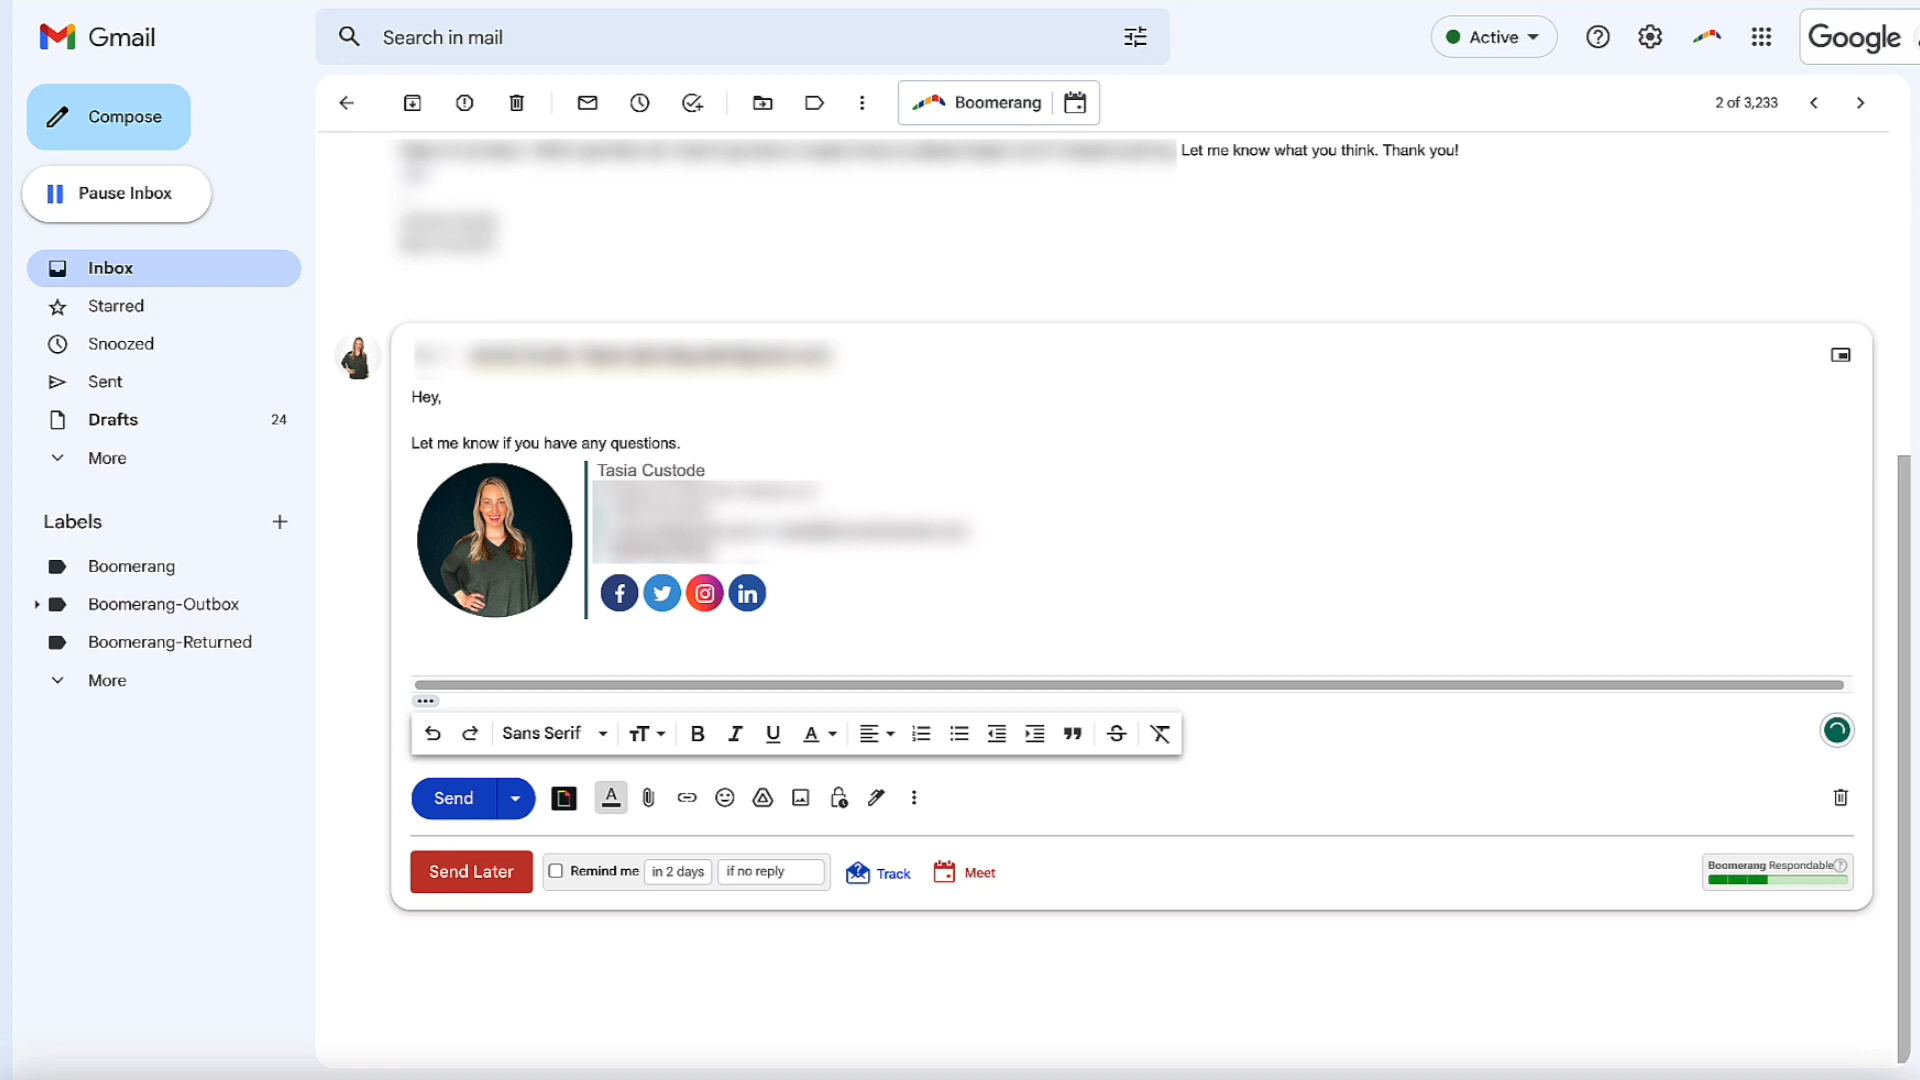 Gmail
Search in mail
Active
Google
Compose
Boomerang
2 of 3,233
Let me know what you think. Thank you!
Pause Inbox
Inbox
Starred
Snoozed
Sent
Drafts 24
More
Hey,
Let me know if you have any questions.
Tasia Custode
Labels
Boomerang
Boomerang-Outbox
Boomerang-Returned
More
Sans Serif
Send
Send Later
Remind me in 2 days if no reply
Track
Meet
Boomerang Respondable